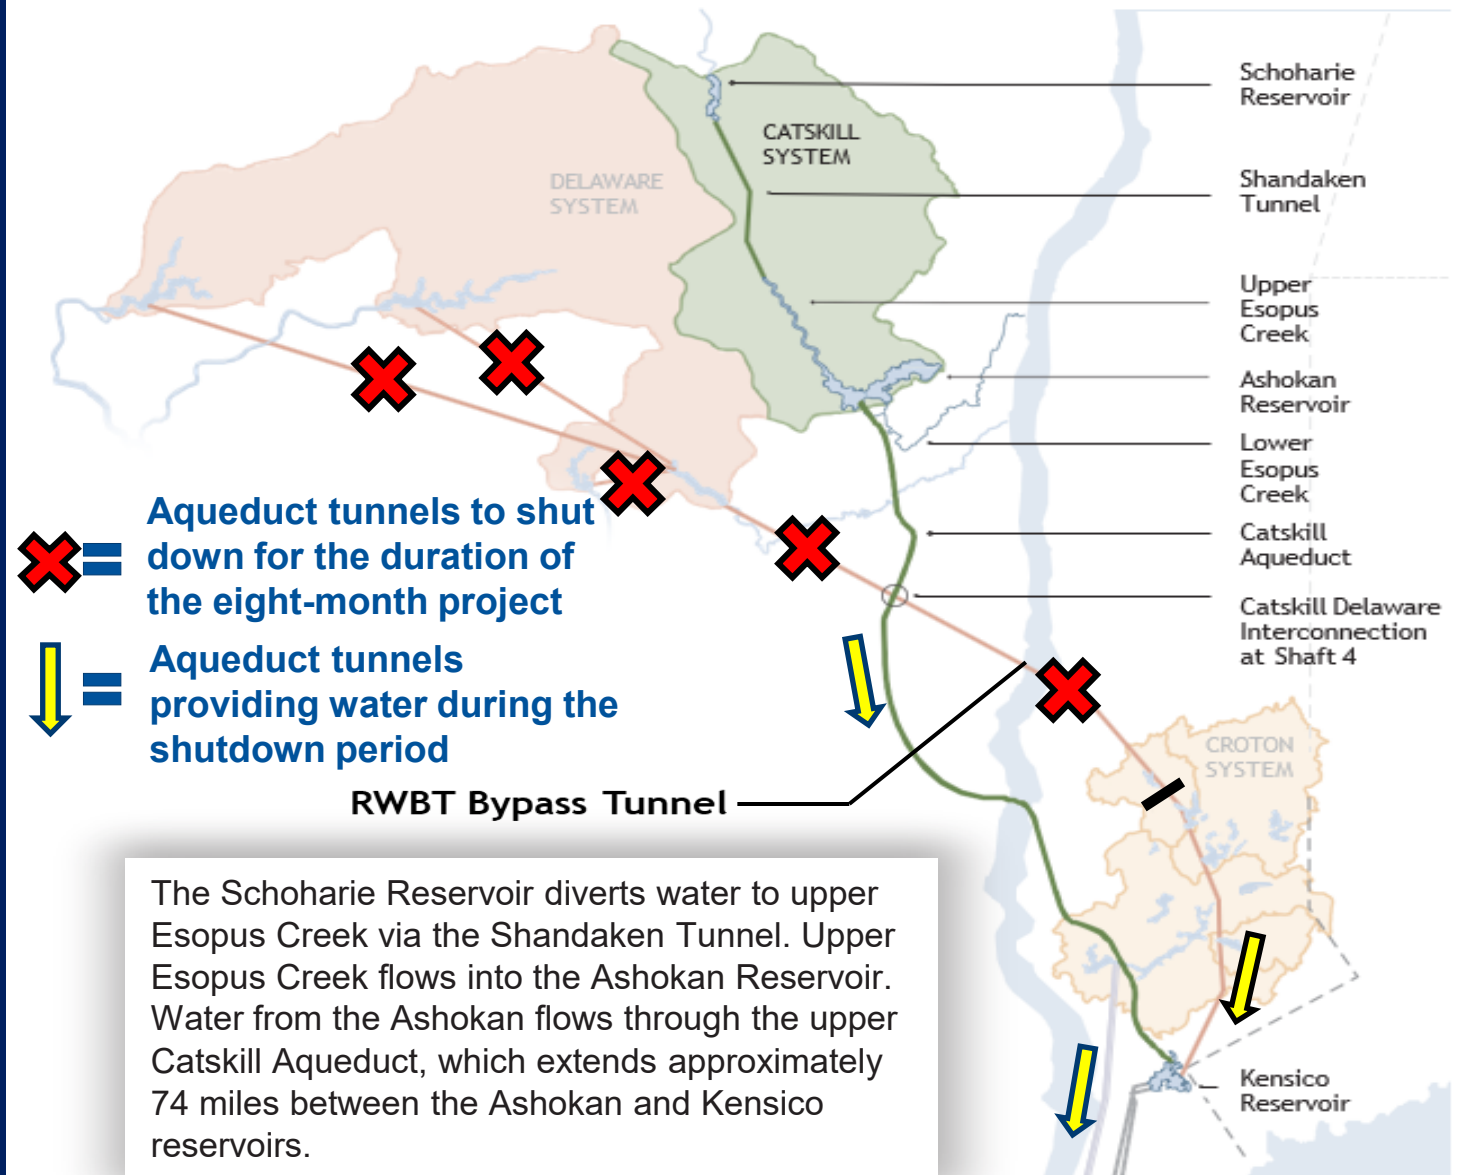 Schoharie
Reservoir
CATSKILL
SYSTEM
DELAWARE
SYSTEM
Shandaken
Tunnel
Upper
Esopus
Creek
Ashokan
Reservoir
Lower
Esopus
Creek
Catskill
Aqueduct
Catskill Delaware
Interconnection
at Shaft 4
= Aqueduct tunnels to shut
down for the duration of
the eight-month project
= Aqueduct tunnels
providing water during the
shutdown period
CROTON
SYSTEM
RWBT Bypass Tunnel
The Schoharie Reservoir diverts water to upper
Esopus Creek via the Shandaken Tunnel. Upper
Esopus Creek flows into the Ashokan Reservoir.
Water from the Ashokan flows through the upper
Catskill Aqueduct, which extends approximately
74 miles between the Ashokan and Kensico
reservoirs.
Kensico
Reservoir